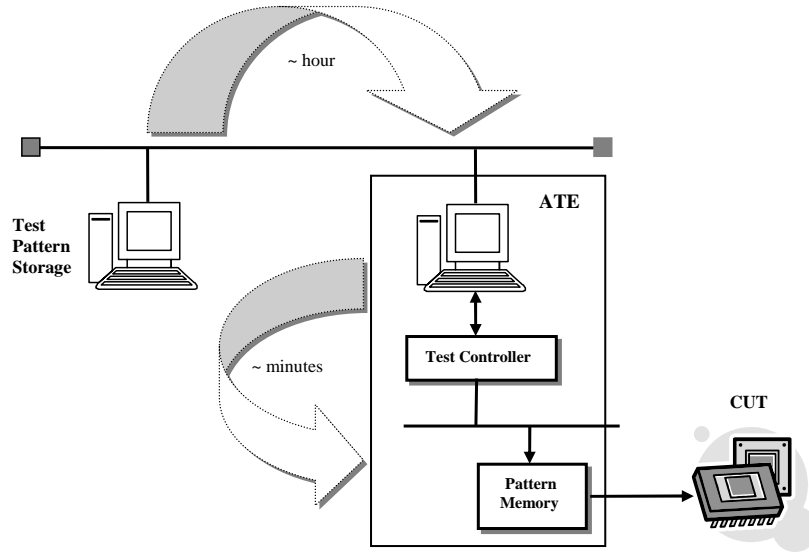 ~ hour
ATE
Test
Pattern
Storage
Test Controller
~ minutes
CUT
Pattern
Memory